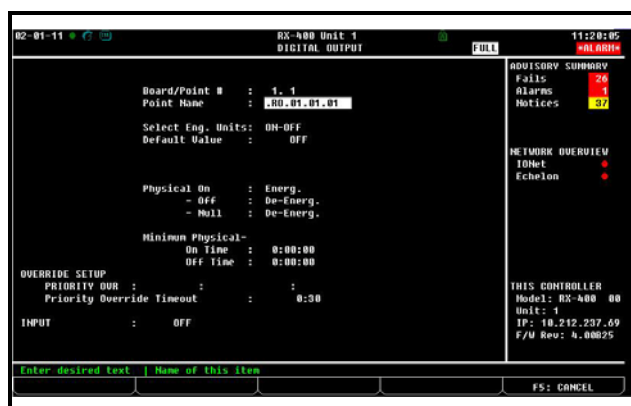 02-01-11 RX-400 Unit 1 11:20:05
DIGITAL OUTPUT FULL *ALARM*
ADVISORY SUMMARY
Fails 26
Alarms 1
Notices 37
NETWORK OVERVIEW
IONet
Echelon
THIS CONTROLLER
Model: RX-400 00
Unit: 1
IP: 10.212.237.69
F/W Rev: 4.00B25
Board/Point # : 1. 1
Point Name : .RO.01.01.01
Select Eng. Units: ON-OFF
Default Value : OFF
Physical On : Energ.
- Off : De-Energ.
- Null : De-Energ.
Minimum Physical-
On Time : 0:00:00
OFF Time : 0:00:00
OVERRIDE SETUP
PRIORITY OVR : : :
Priority Override Timeout : 0:30
INPUT : OFF
Enter desired text | Name of this item
F5: CANCEL